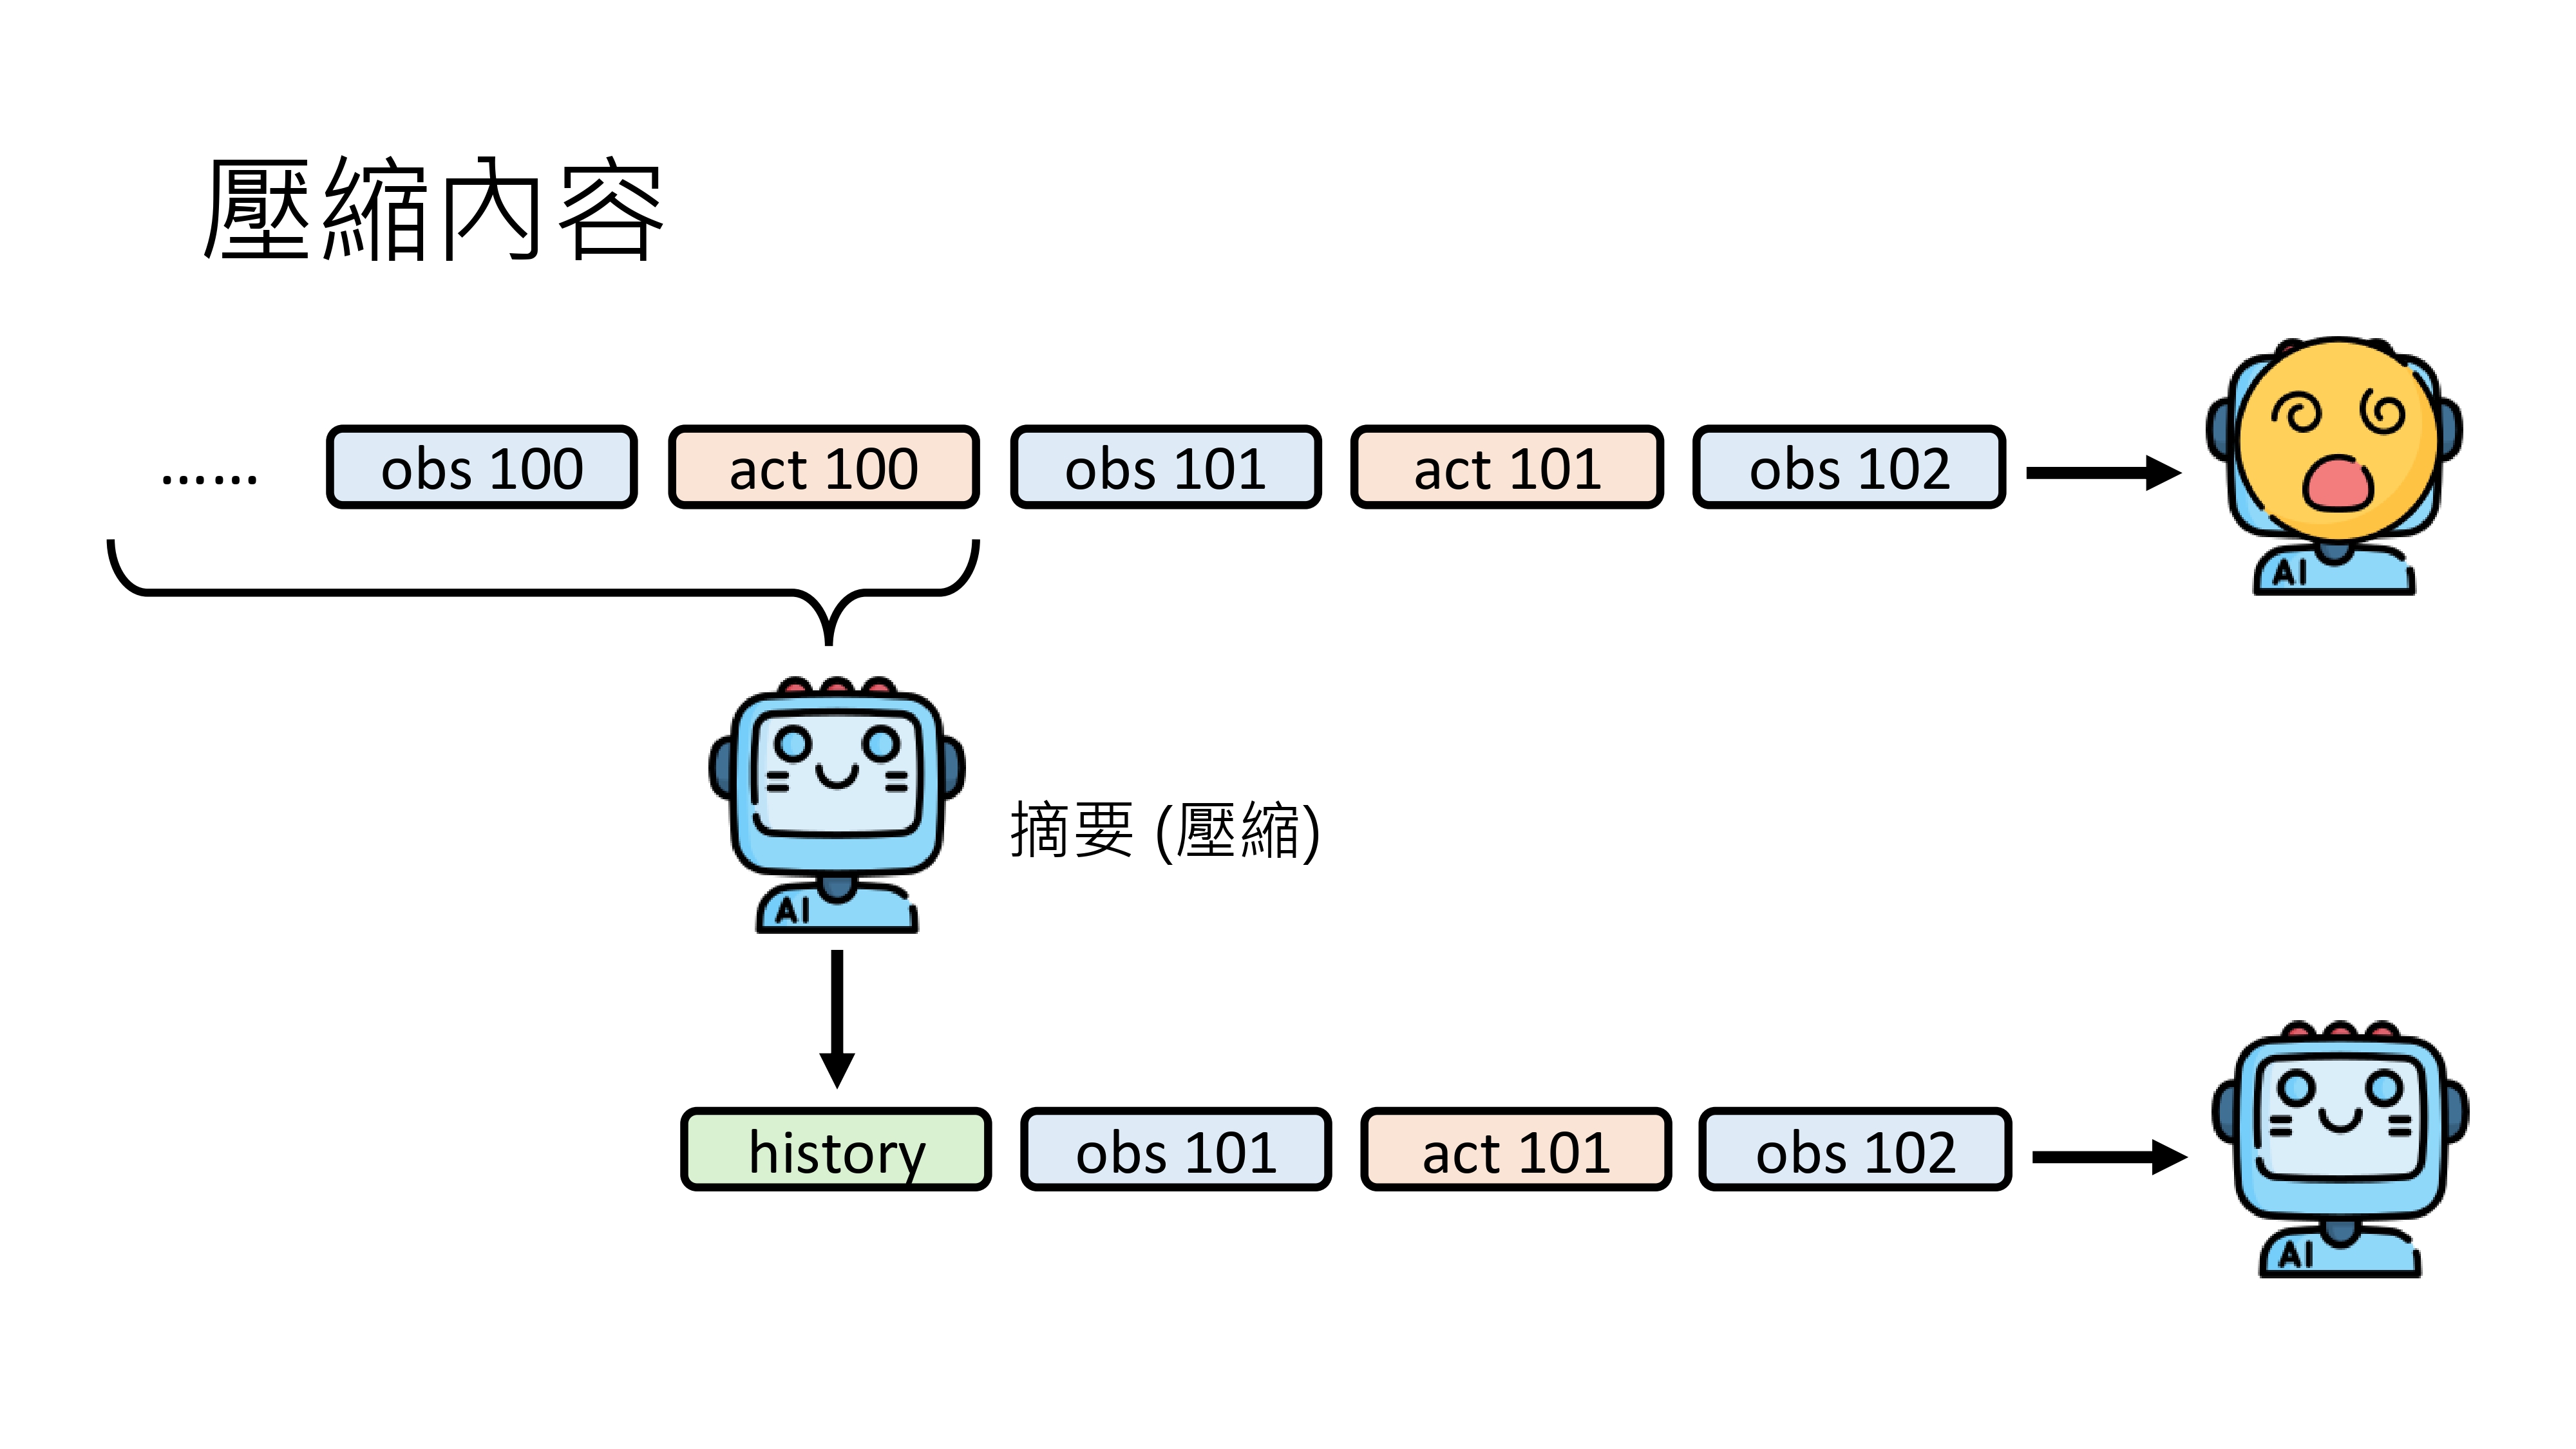 壓縮內容
…… obs 100 act 100 obs 101 act 101 obs 102
AI
AI
摘要 (壓縮)
history obs 101 act 101 obs 102
AI